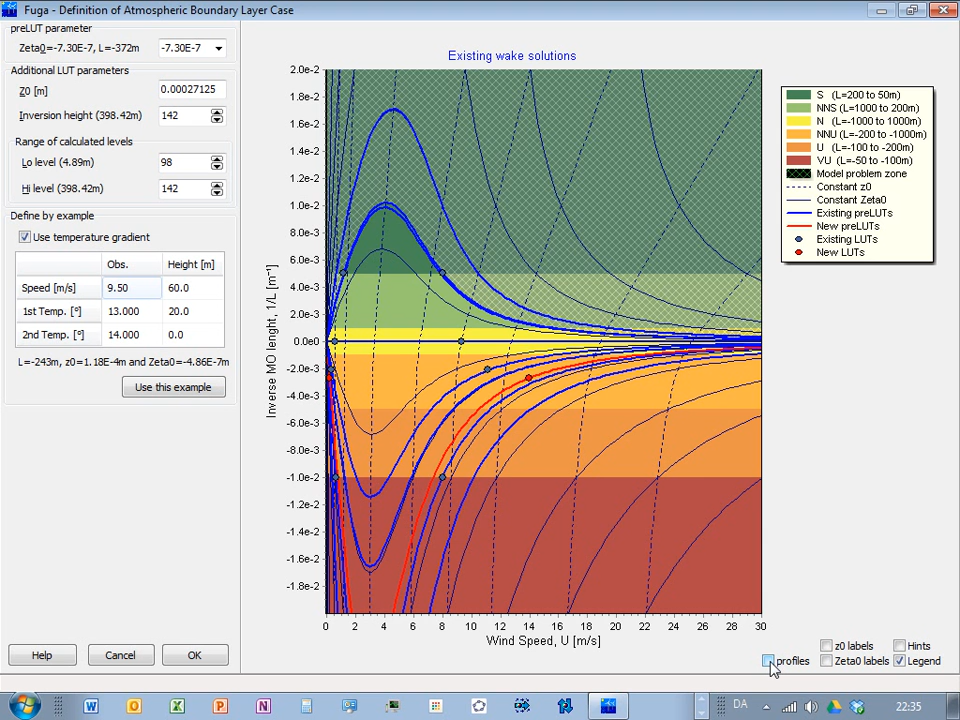 Fuga - Definition of Atmospheric Boundary Layer Case
preLUT parameter
Zeta0=-7.30E-7, L=-372m
-7.30E-7
Additional LUT parameters
Z0 [m]
0.00027125
Inversion height (398.42m)
142
Range of calculated levels
Lo level (4.89m)
98
Hi level (398.42m)
142
Define by example
Use temperature gradient
Obs. Height [m]
Speed [m/s] 9.50 60.0
1st Temp. [°] 13.000 20.0
2nd Temp. [°] 14.000 0.0
L=-243m, z0=1.18E-4m and Zeta0=-4.86E-7m
Use this example
Help
Cancel
OK
Existing wake solutions
2.0e-2
1.8e-2
1.6e-2
1.4e-2
1.2e-2
1.0e-2
8.0e-3
6.0e-3
4.0e-3
2.0e-3
0.0e0
-2.0e-3
-4.0e-3
-6.0e-3
-8.0e-3
-1.0e-2
-1.2e-2
-1.4e-2
-1.6e-2
-1.8e-2
Inverse MO lenght, 1/L [m⁻¹]
0 2 4 6 8 10 12 14 16 18 20 22 24 26 28 30
Wind Speed, U [m/s]
S (L=200 to 50m)
NNS (L=1000 to 200m)
N (L=-1000 to 1000m)
NNU (L=-200 to -1000m)
U (L=-100 to -200m)
VU (L=-50 to -100m)
Model problem zone
Constant z0
Constant Zeta0
Existing preLUTs
New preLUTs
Existing LUTs
New LUTs
z0 labels
Hints
profiles
Zeta0 labels
Legend
DA
22:35